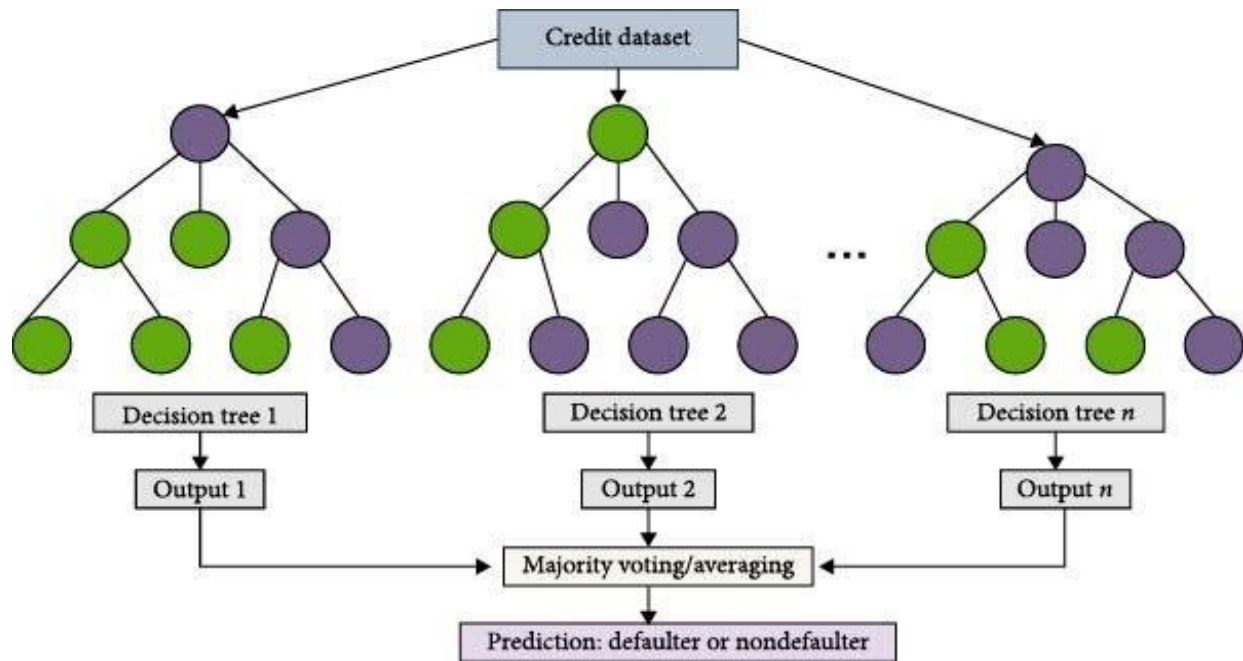 Credit dataset
...
Decision tree 1
Decision tree 2
Decision tree n
Output 1
Output 2
Output n
Majority voting/averaging
Prediction: defaulter or nondefaulter